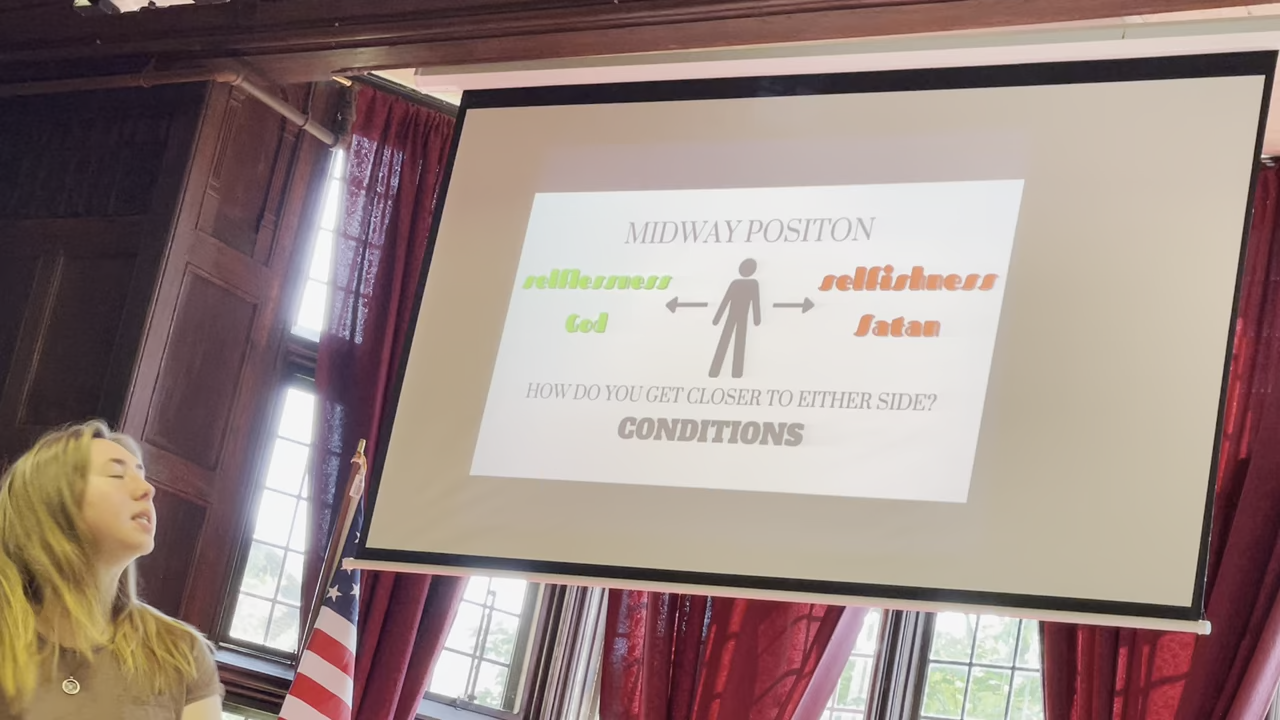 MIDWAY POSITON
selflessness
selfishness
God
Satan
HOW DO YOU GET CLOSER TO EITHER SIDE?
CONDITIONS